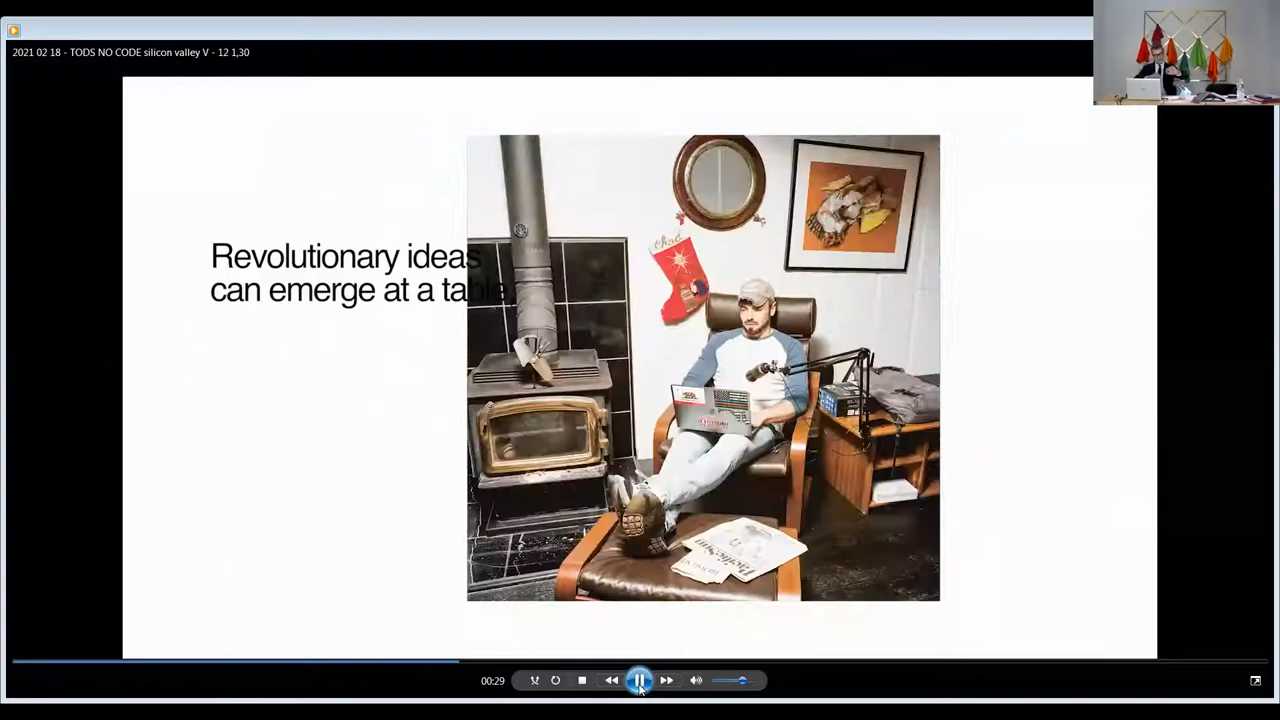 2021 02 18 - TODS NO CODE silicon valley V - 12 1,30
Revolutionary ideas
can emerge at a table.
Chad
00:29